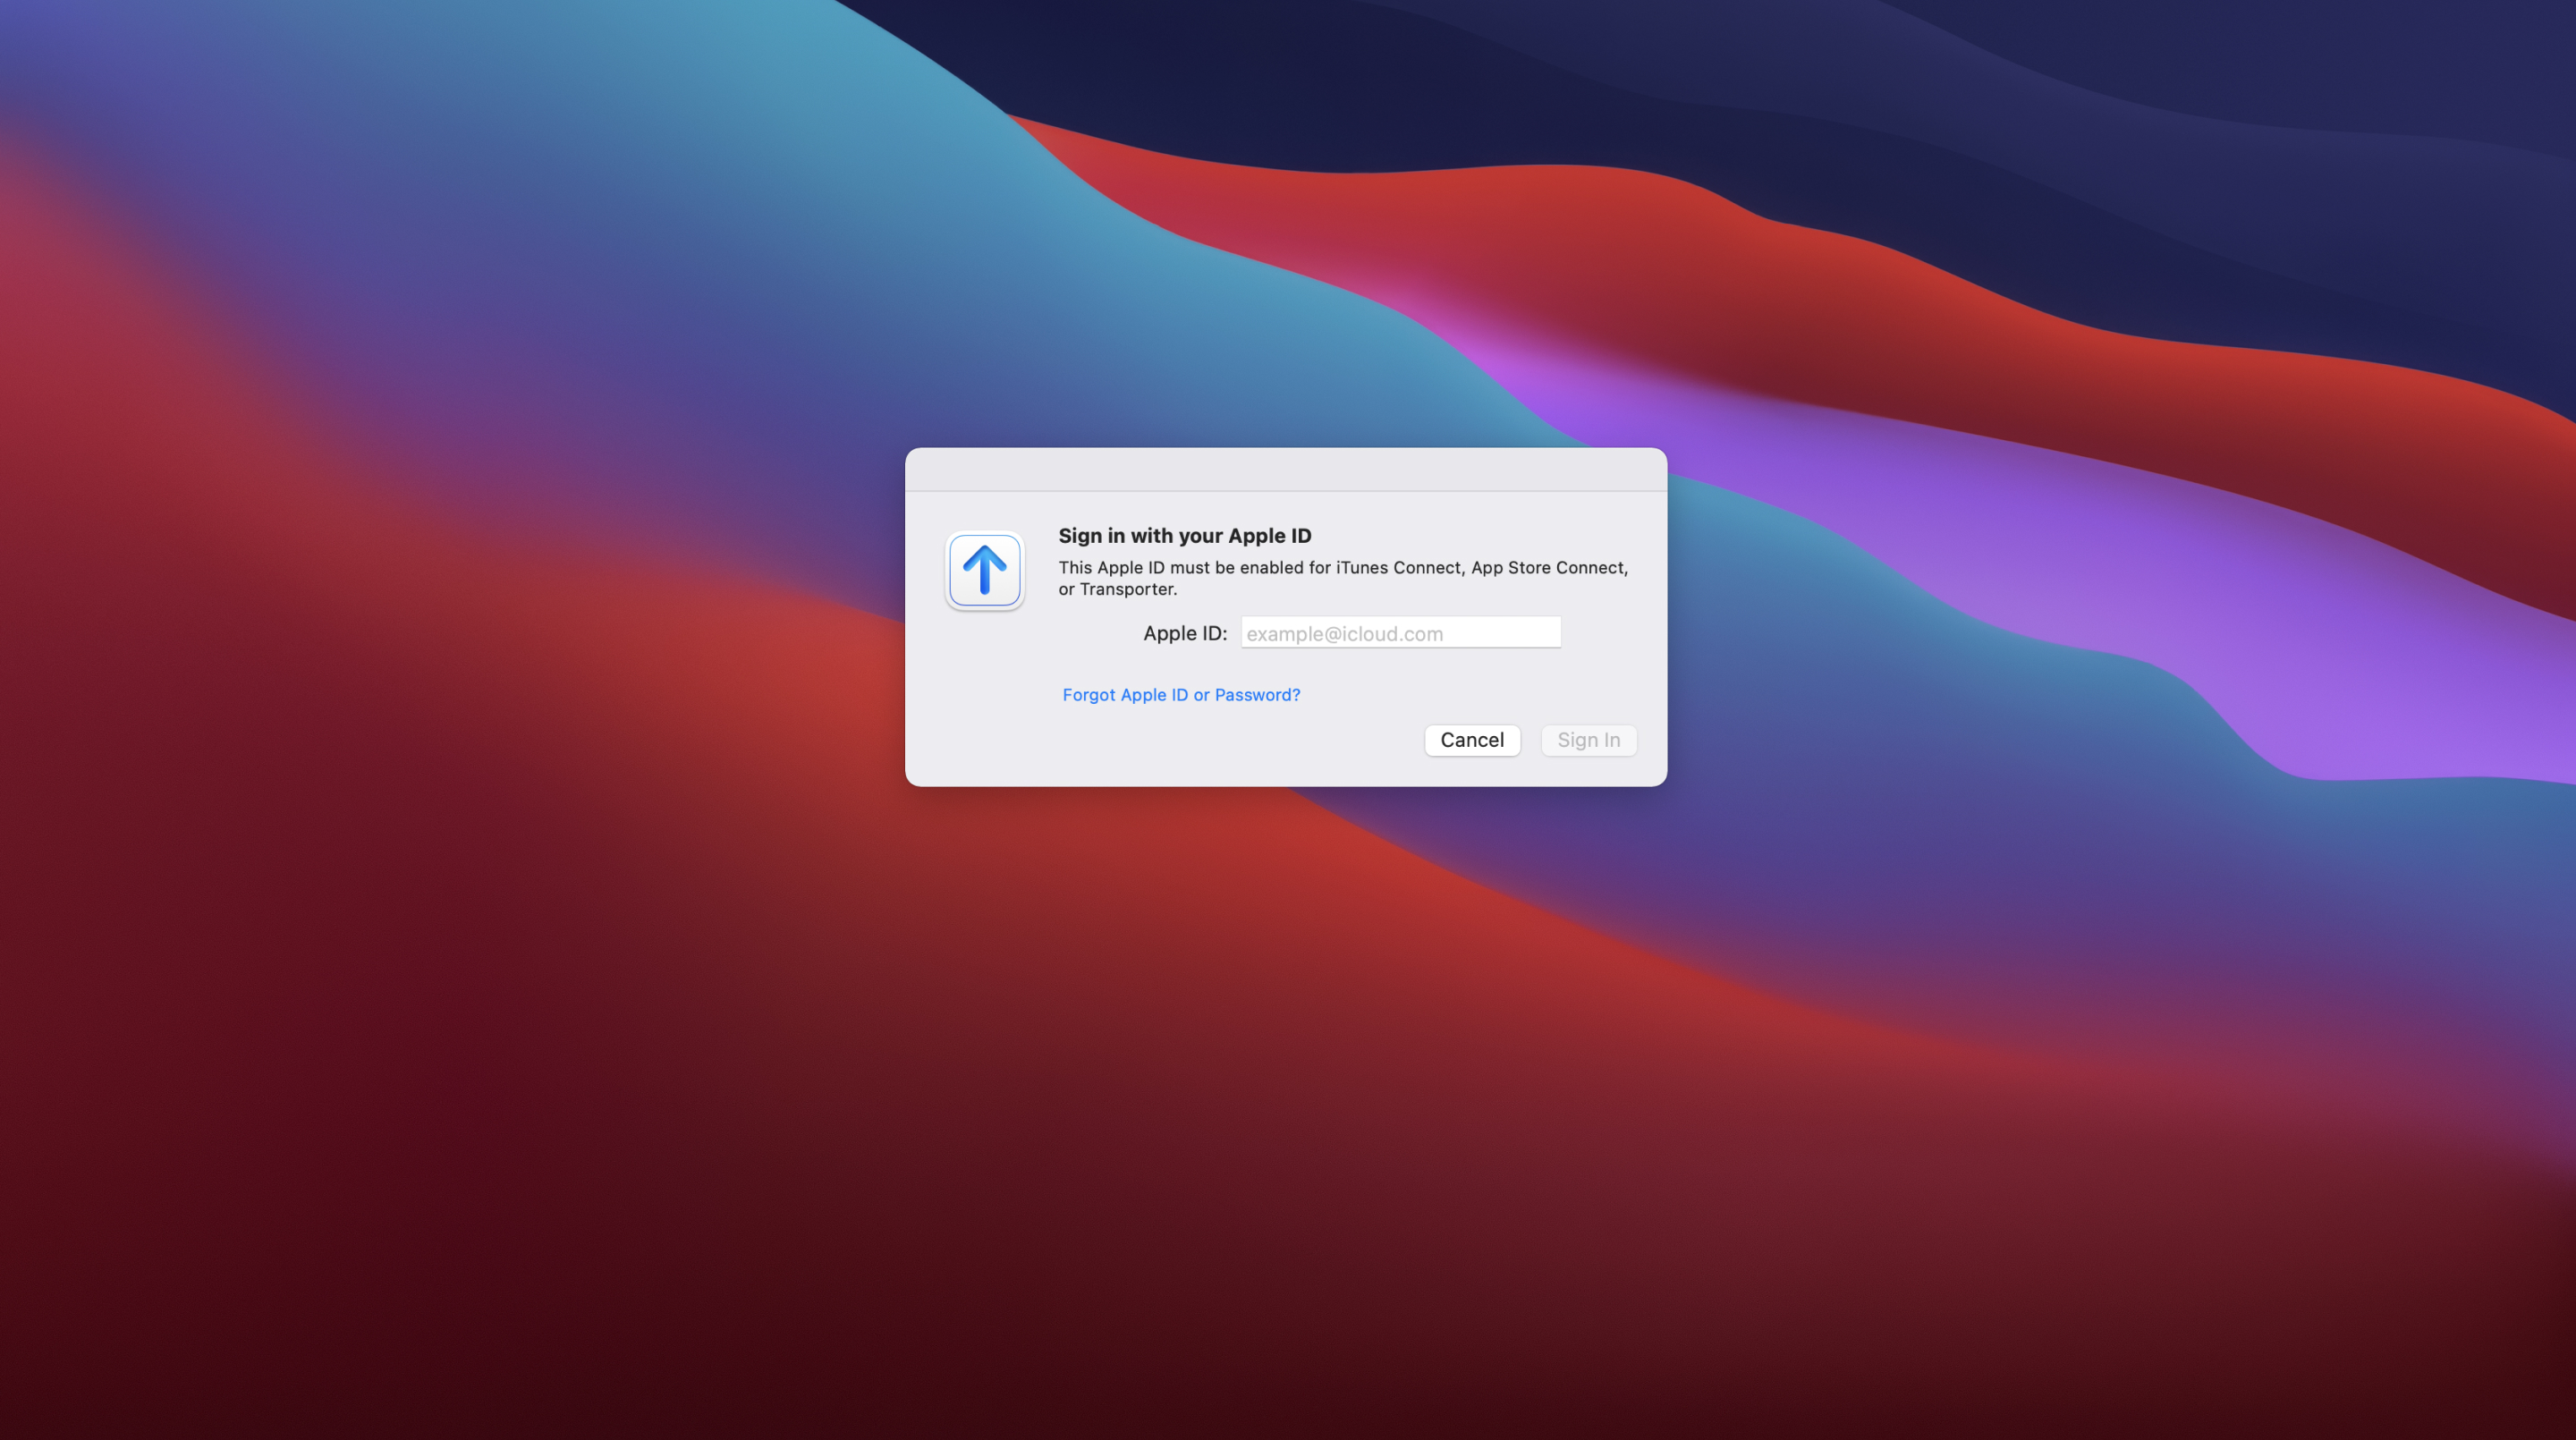 Sign in with your Apple ID
This Apple ID must be enabled for iTunes Connect, App Store Connect,
or Transporter.
Apple ID: example@icloud.com
Forgot Apple ID or Password?
Cancel Sign In